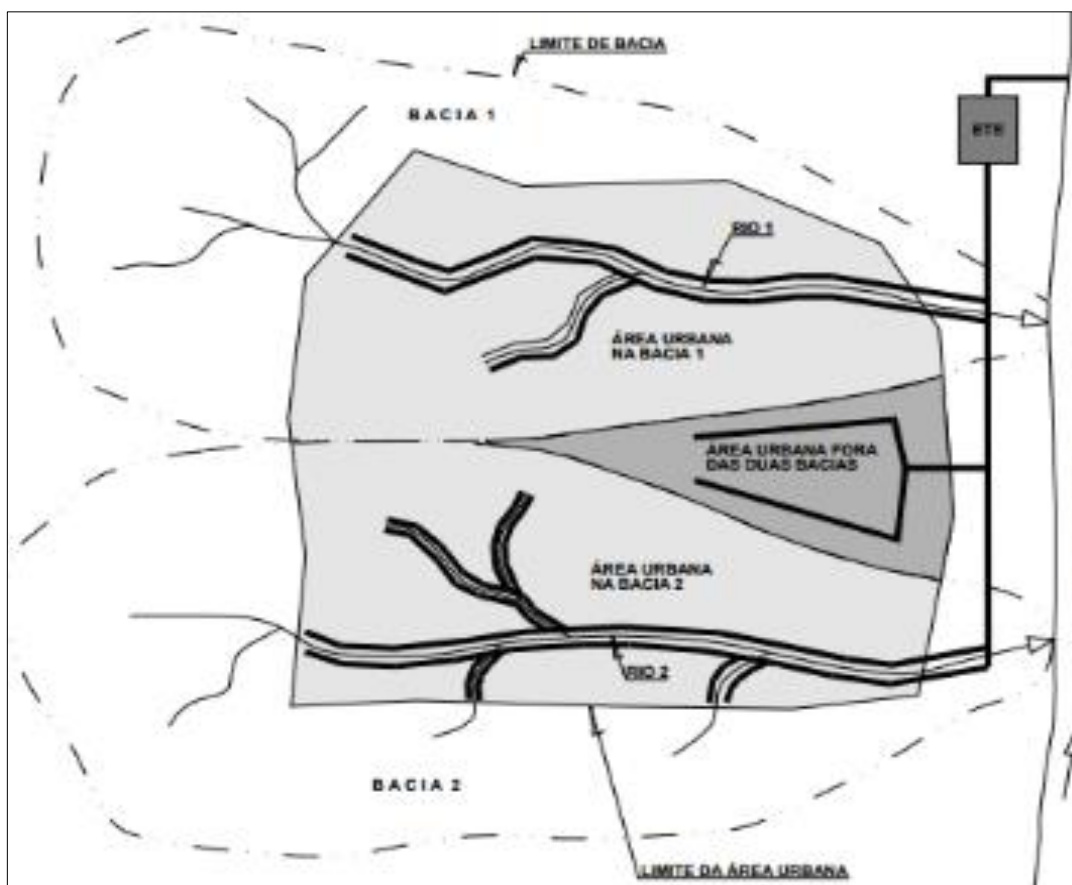 LIMITE DE BACIA
BACIA 1
ETE
RIO 1
ÁREA URBANA
NA BACIA 1
ÁREA URBANA FORA
DAS DUAS BACIAS
ÁREA URBANA
NA BACIA 2
RIO 2
BACIA 2
LIMITE DA ÁREA URBANA